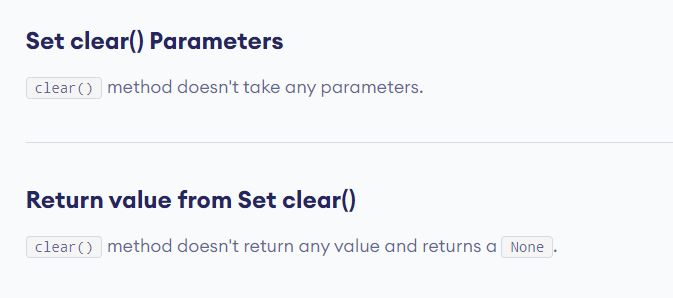 Set clear() Parameters
clear() method doesn't take any parameters.
Return value from Set clear()
clear() method doesn't return any value and returns a None.